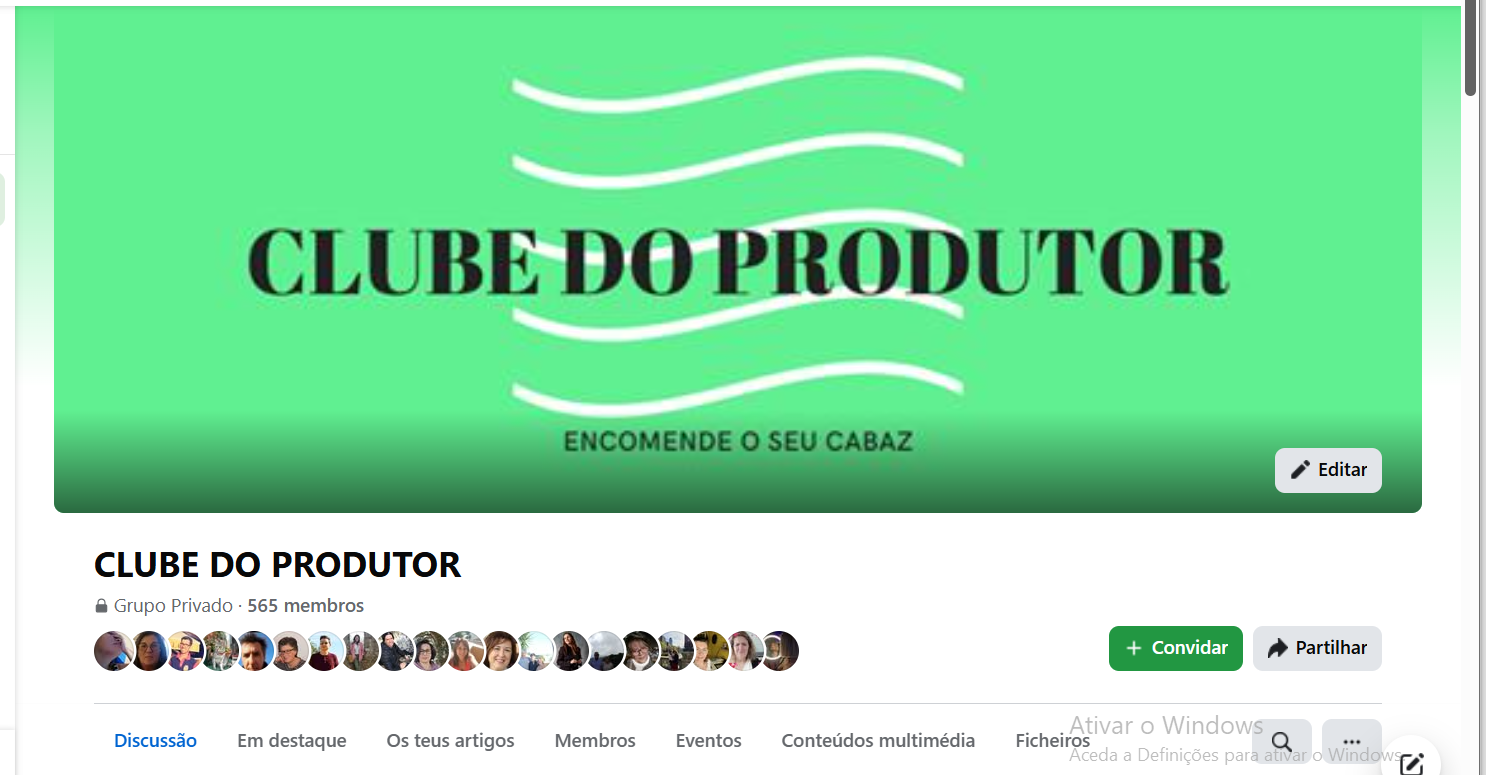 CLUBE DO PRODUTOR
ENCOMENDE O SEU CABAZ
Editar
CLUBE DO PRODUTOR
Grupo Privado · 565 membros
+ Convidar
Partilhar
Discussão
Em destaque
Os teus artigos
Membros
Eventos
Conteúdos multimédia
Ficheiros
Ativar o Windows
Aceda a Definições para ativar o Windows.